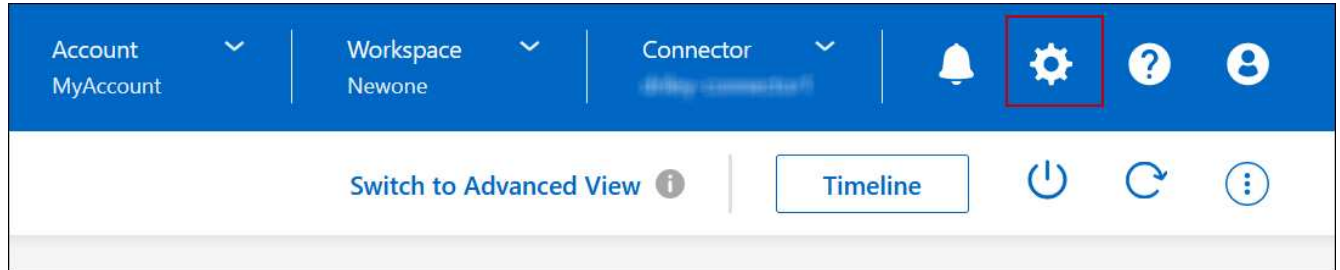 Account
MyAccount
Workspace
Newone
Connector
Switch to Advanced View
Timeline